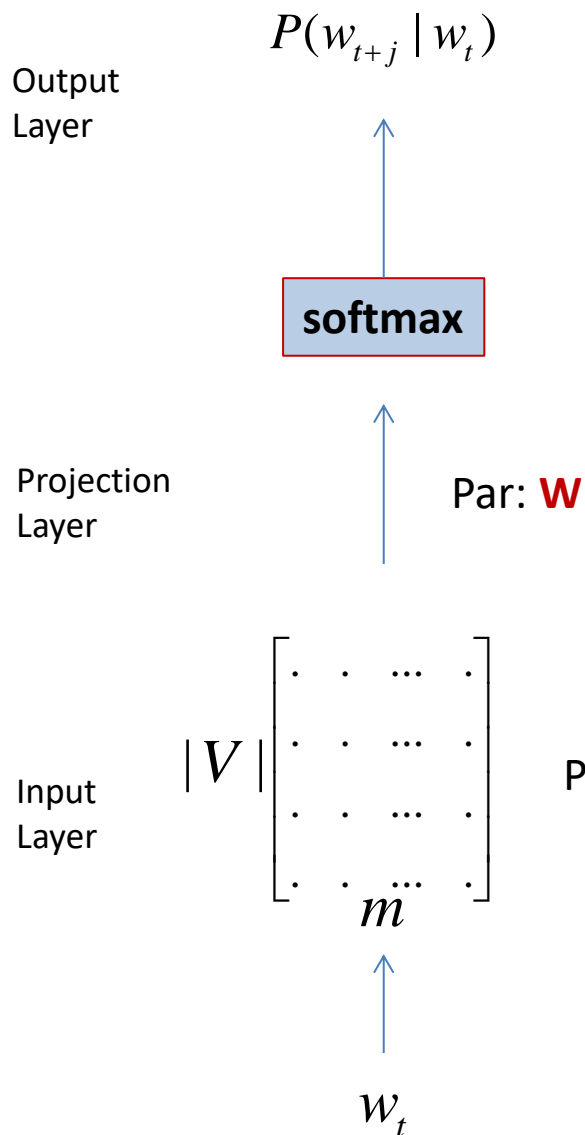 P(w_{t+j} | w_t)
Output
Layer
softmax
Projection
Layer
Par: W
. . ... .
. . ... .
|V|
Input
Layer
P
. . ... .
. . ... .
m
w_t